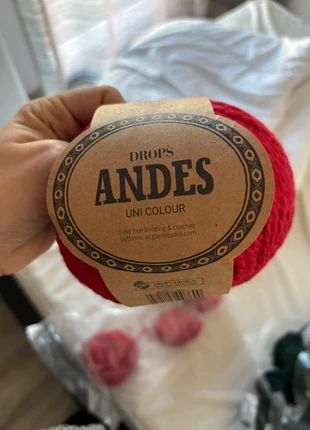 DROPS
ANDES
UNI COLOUR
Find free knitting & crochet
patterns at garnstudio.com